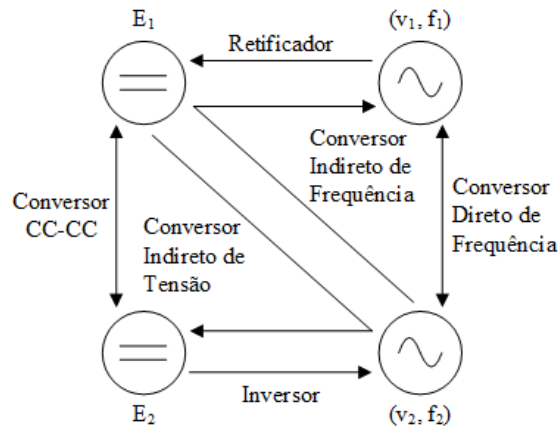 E₁
(v₁, f₁)
Retificador
Conversor
Indireto de
Frequência
Conversor
CC-CC
Conversor
Indireto de
Tensão
Conversor
Direto de
Frequência
Inversor
E₂
(v₂, f₂)